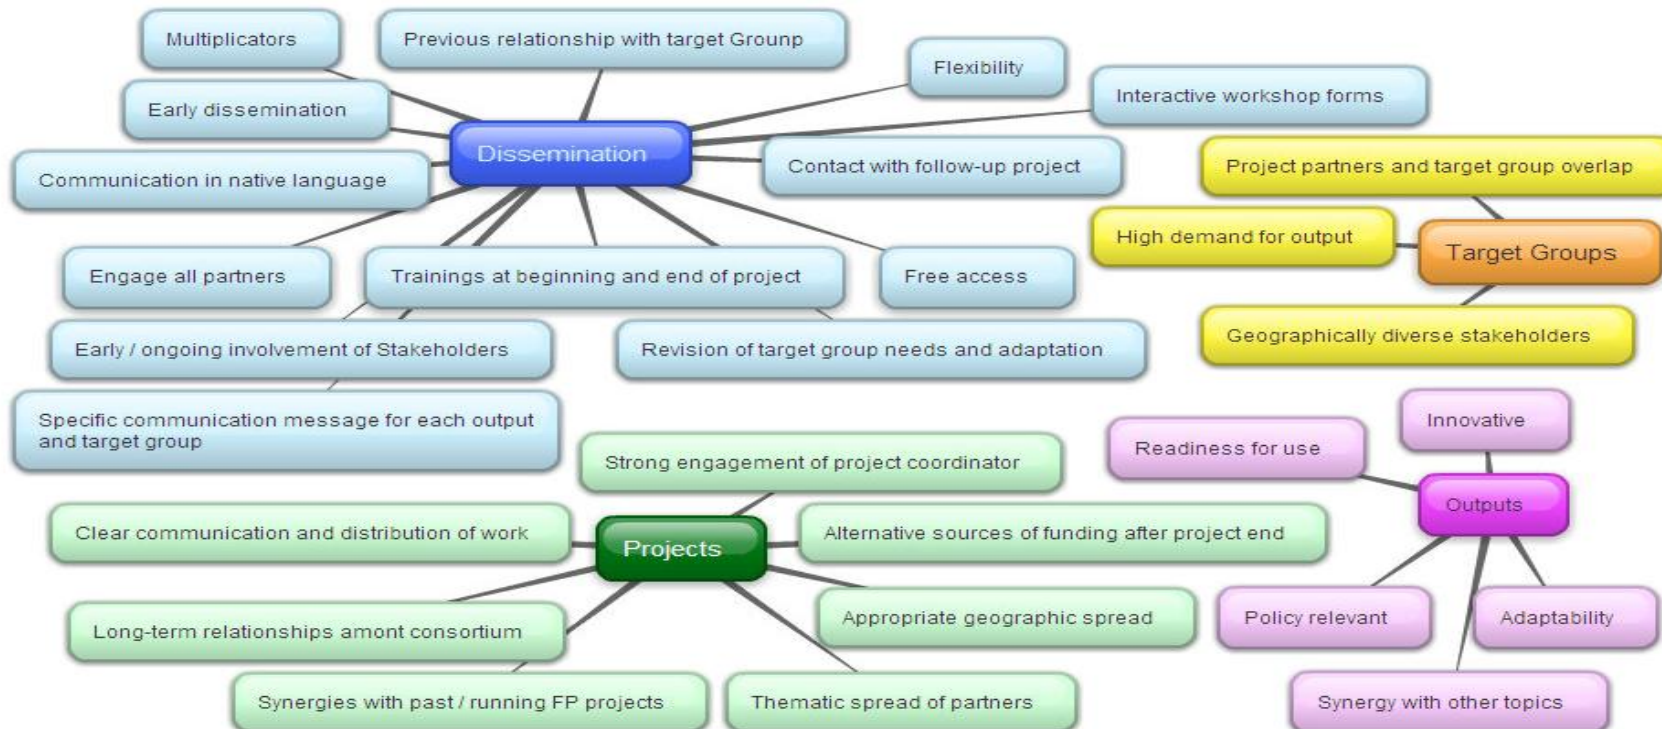 Multiplicators
Previous relationship with target Grounp
Flexibility
Interactive workshop forms
Early dissemination
Dissemination
Communication in native language
Contact with follow-up project
Engage all partners
Trainings at beginning and end of project
Free access
Early / ongoing involvement of Stakeholders
Revision of target group needs and adaptation
Specific communication message for each output
and target group
Project partners and target group overlap
High demand for output
Target Groups
Geographically diverse stakeholders
Strong engagement of project coordinator
Clear communication and distribution of work
Projects
Alternative sources of funding after project end
Long-term relationships amont consortium
Appropriate geographic spread
Synergies with past / running FP projects
Thematic spread of partners
Innovative
Readiness for use
Outputs
Policy relevant
Adaptability
Synergy with other topics